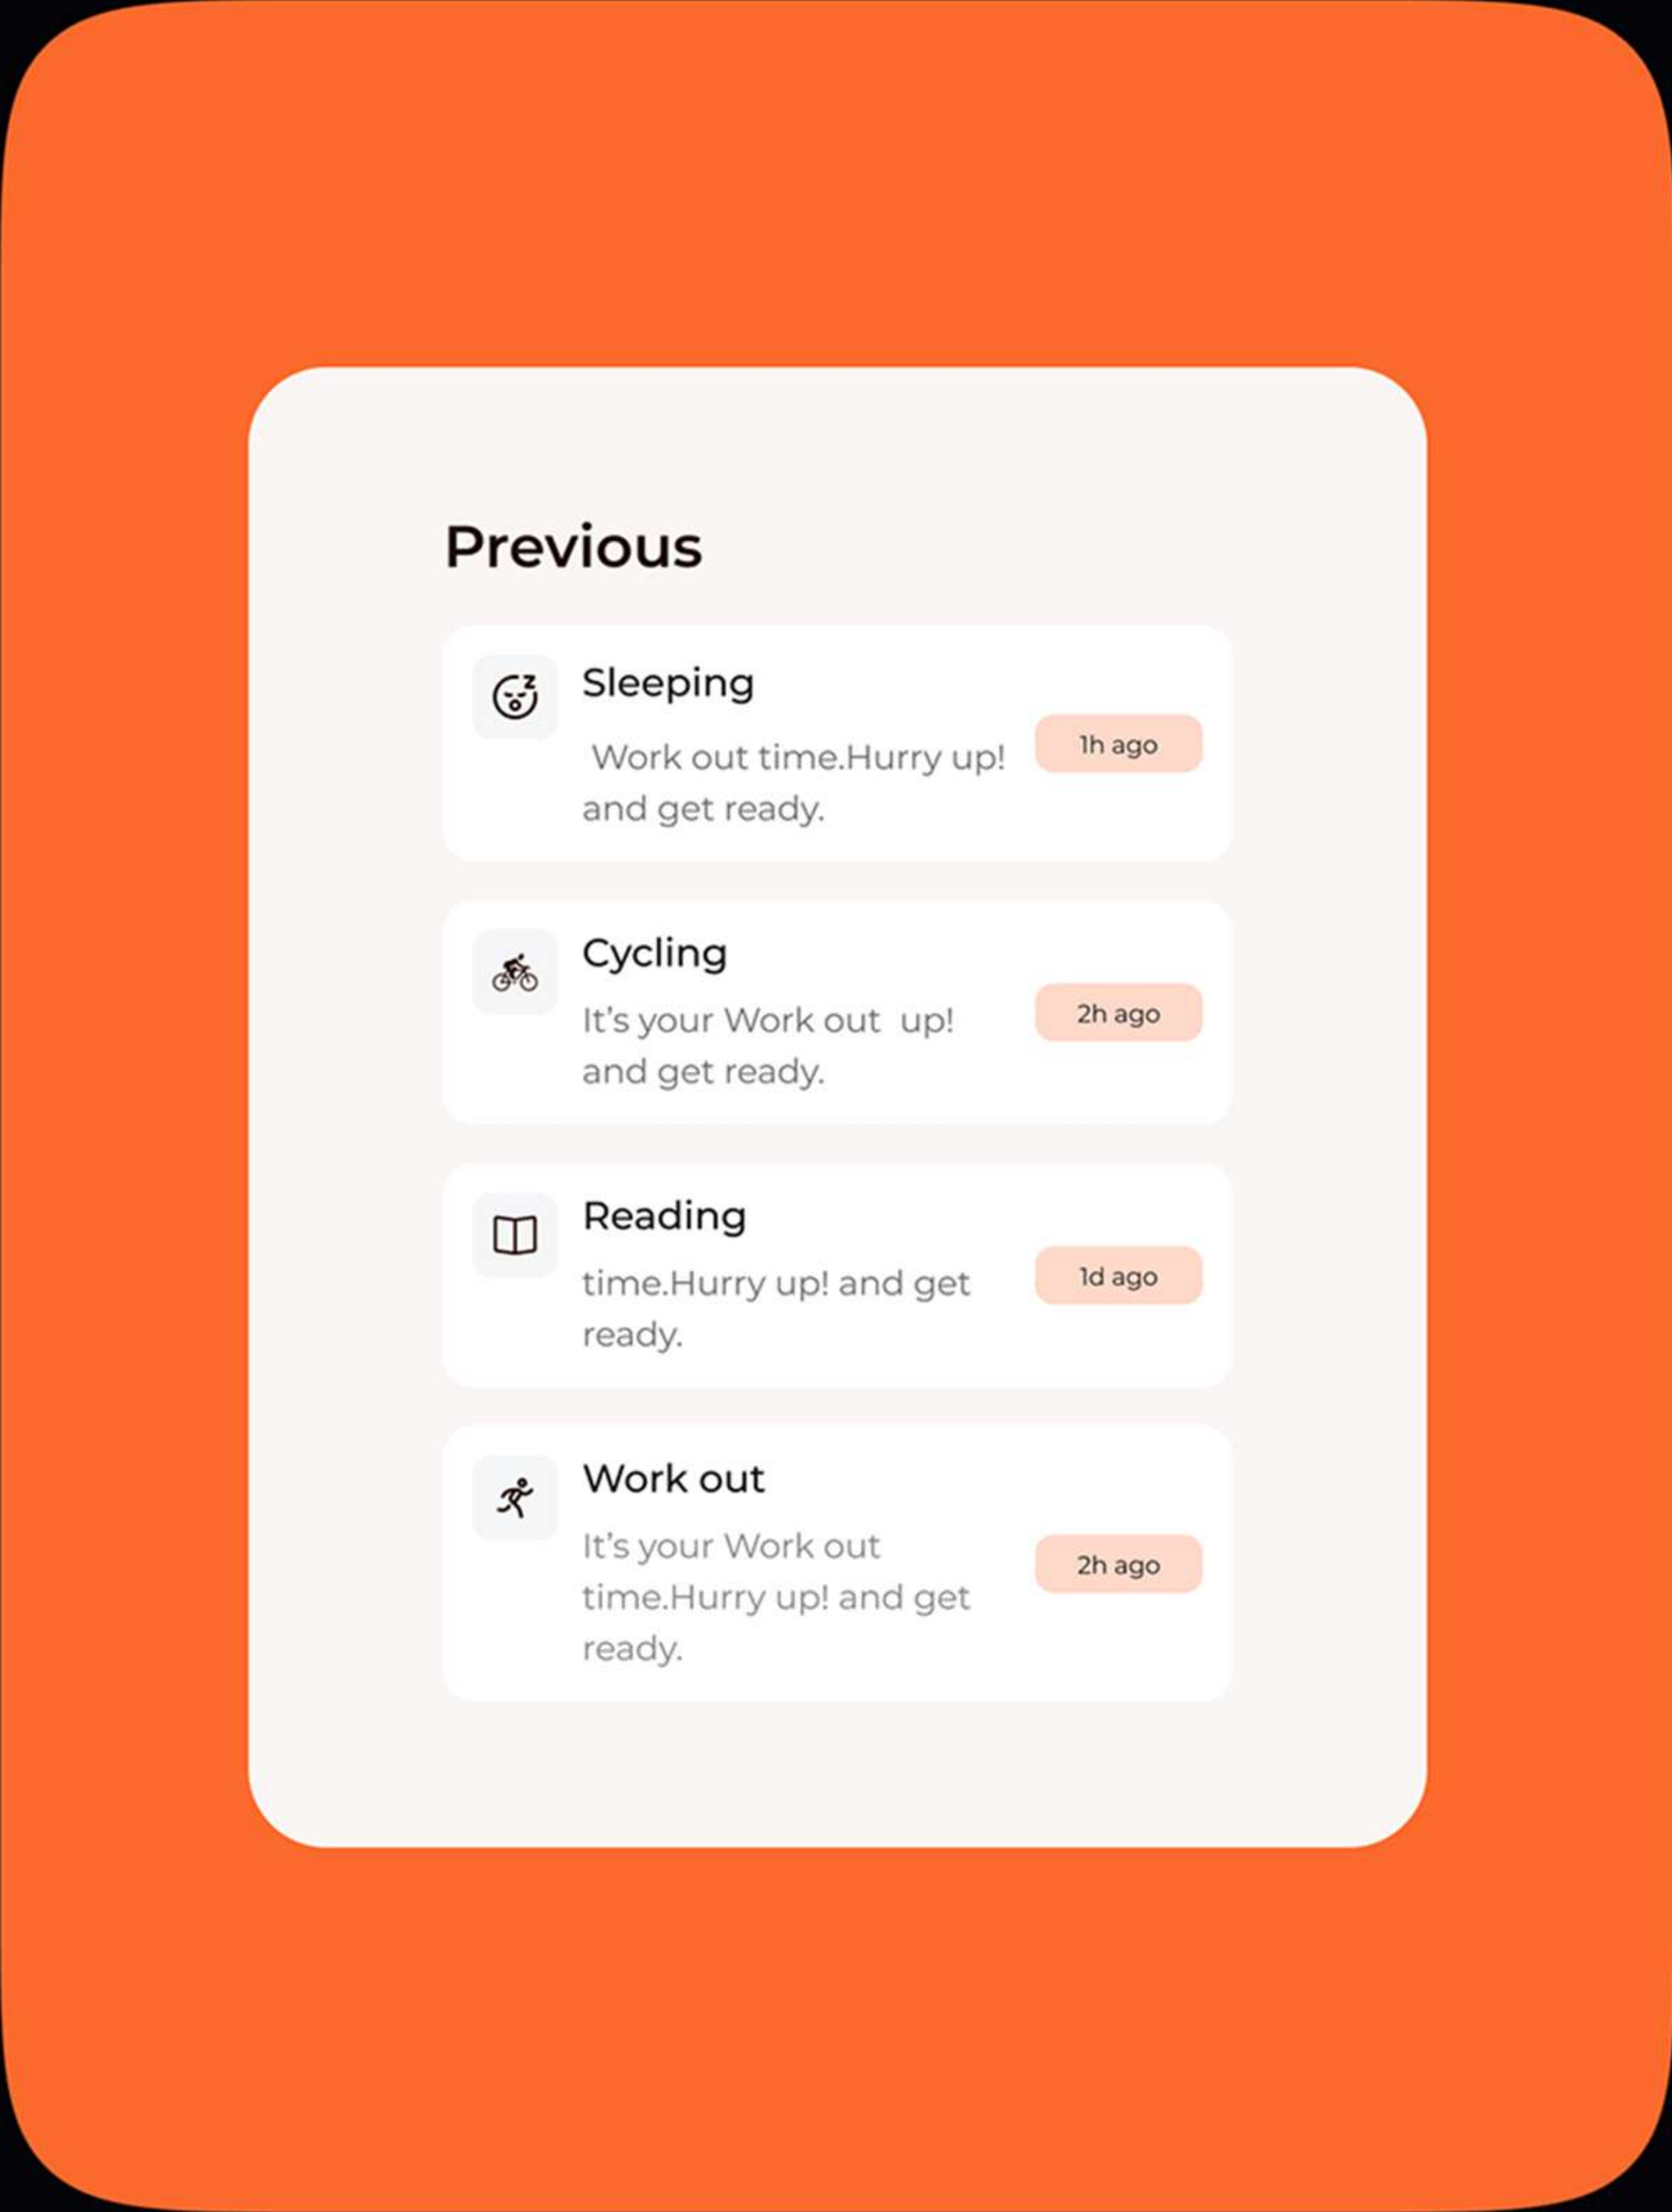 Previous
Sleeping
Work out time.Hurry up!
and get ready.
1h ago
Cycling
It's your Work out  up!
and get ready.
2h ago
Reading
time.Hurry up! and get
ready.
1d ago
Work out
It's your Work out
time.Hurry up! and get
ready.
2h ago